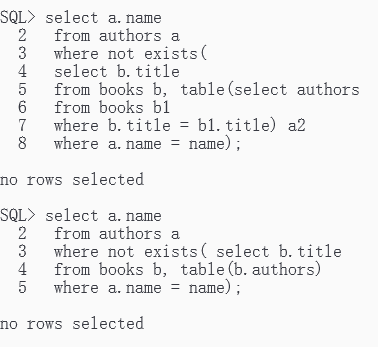 SQL> select a.name
  2   from authors a
  3   where not exists(
  4   select b.title
  5   from books b, table(select authors
  6   from books b1
  7   where b.title = b1.title) a2
  8   where a.name = name);
no rows selected
SQL> select a.name
  2   from authors a
  3   where not exists( select b.title
  4   from books b, table(b.authors)
  5   where a.name = name);
no rows selected